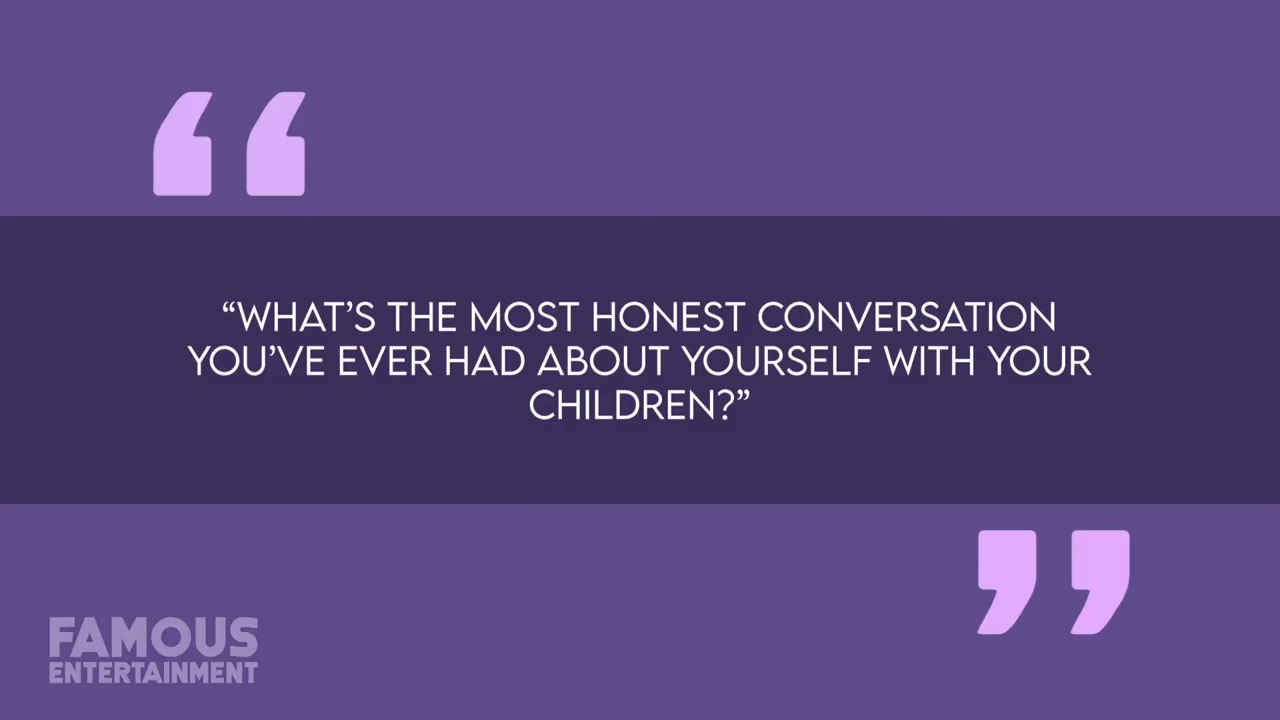 “WHAT’S THE MOST HONEST CONVERSATION
YOU’VE EVER HAD ABOUT YOURSELF WITH YOUR
CHILDREN?”
FAMOUS
ENTERTAINMENT